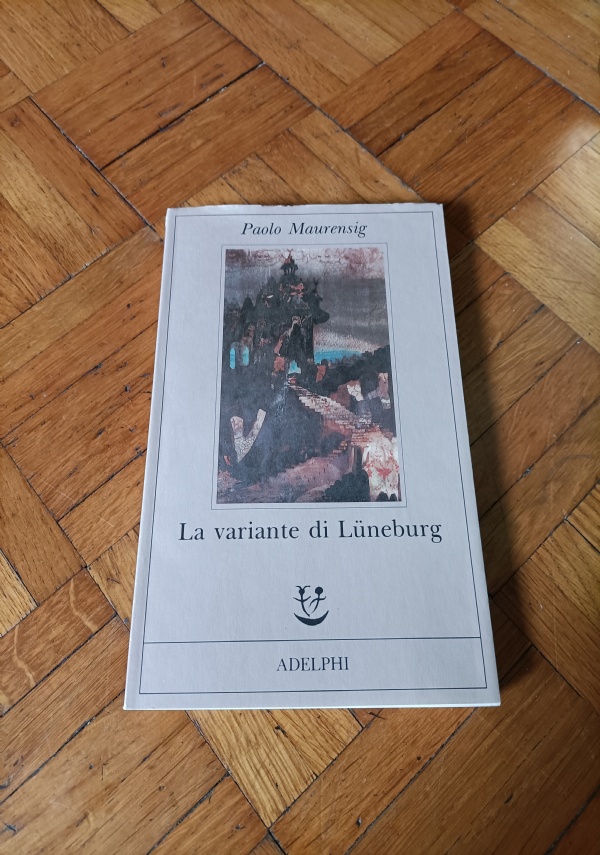 Paolo Maurensig
La variante di Lüneburg
ADELPHI